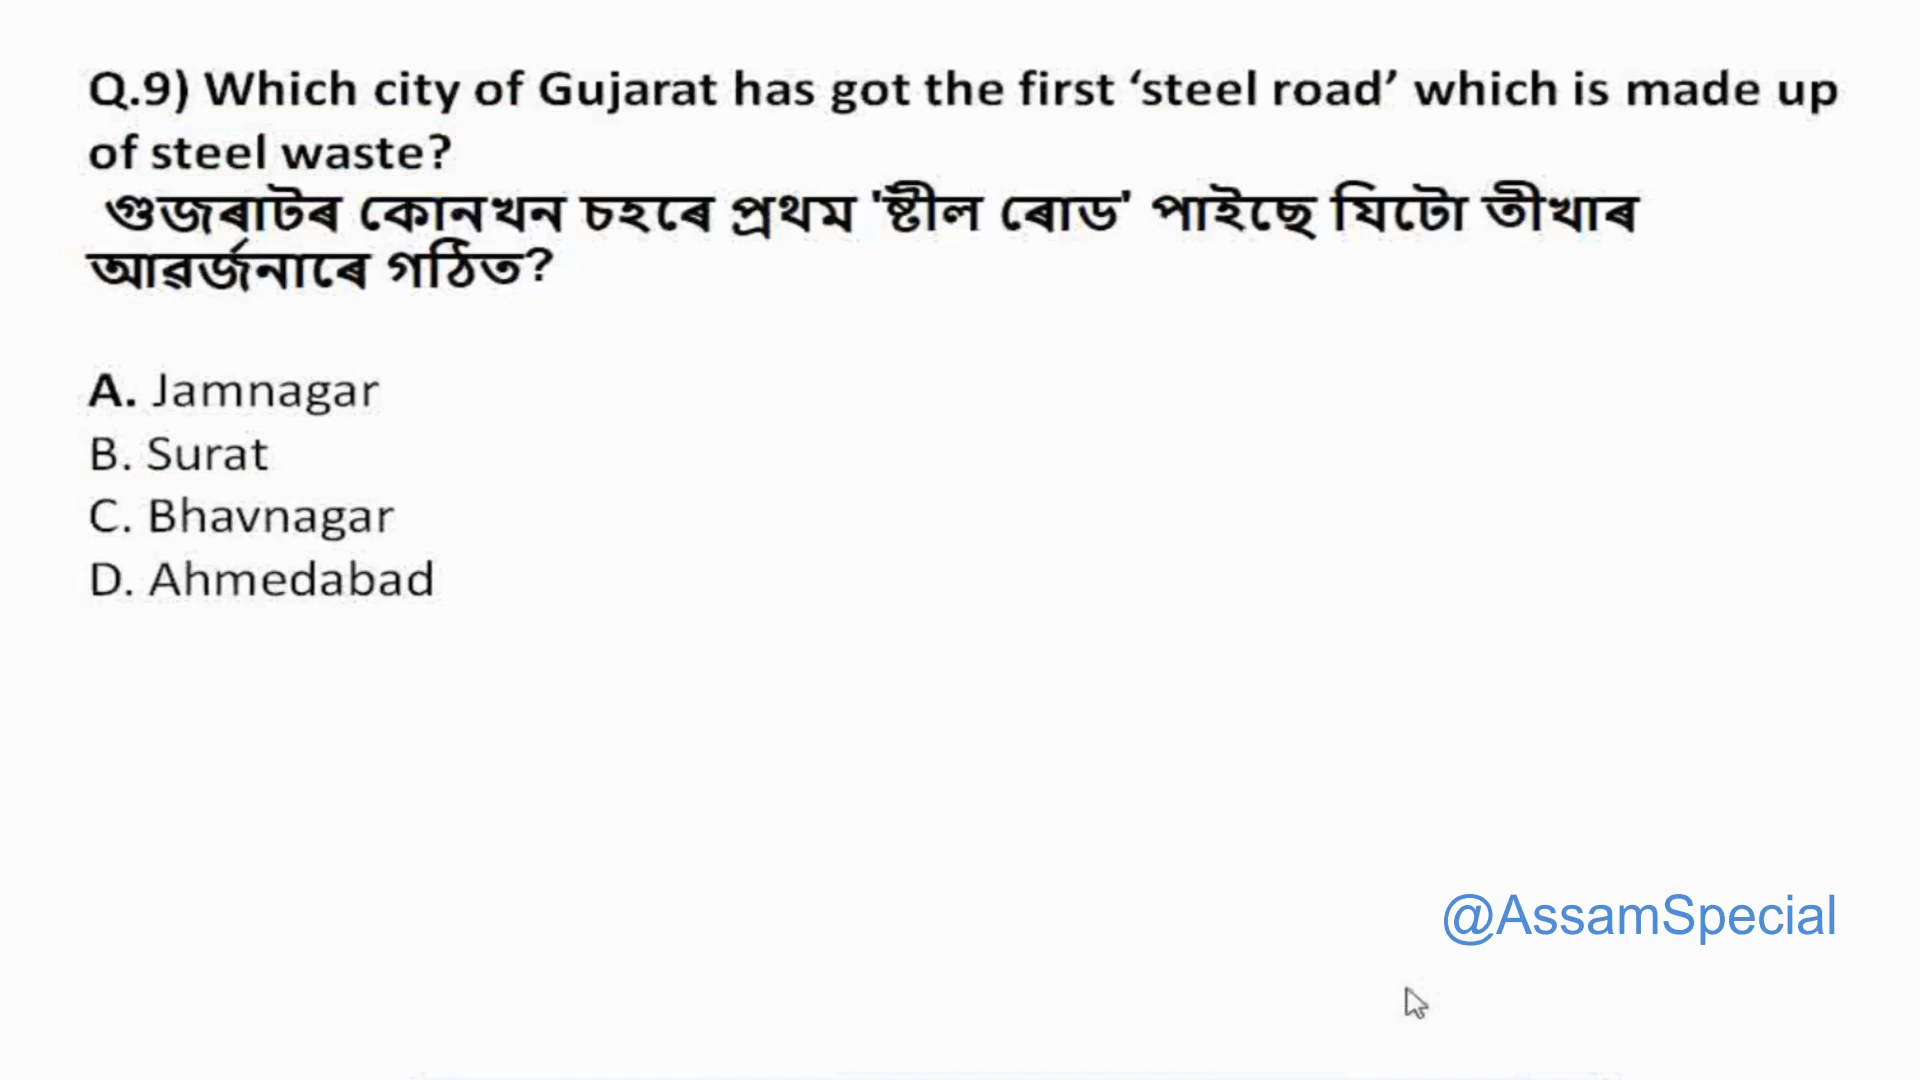 Q.9) Which city of Gujarat has got the first ‘steel road’ which is made up
of steel waste?
গুজৰাটৰ কোনখন চহৰে প্ৰথম 'ষ্টীল ৰোড' পাইছে যিটো তীখাৰ
আৱৰ্জনাৰে গঠিত?
A. Jamnagar
B. Surat
C. Bhavnagar
D. Ahmedabad
@AssamSpecial